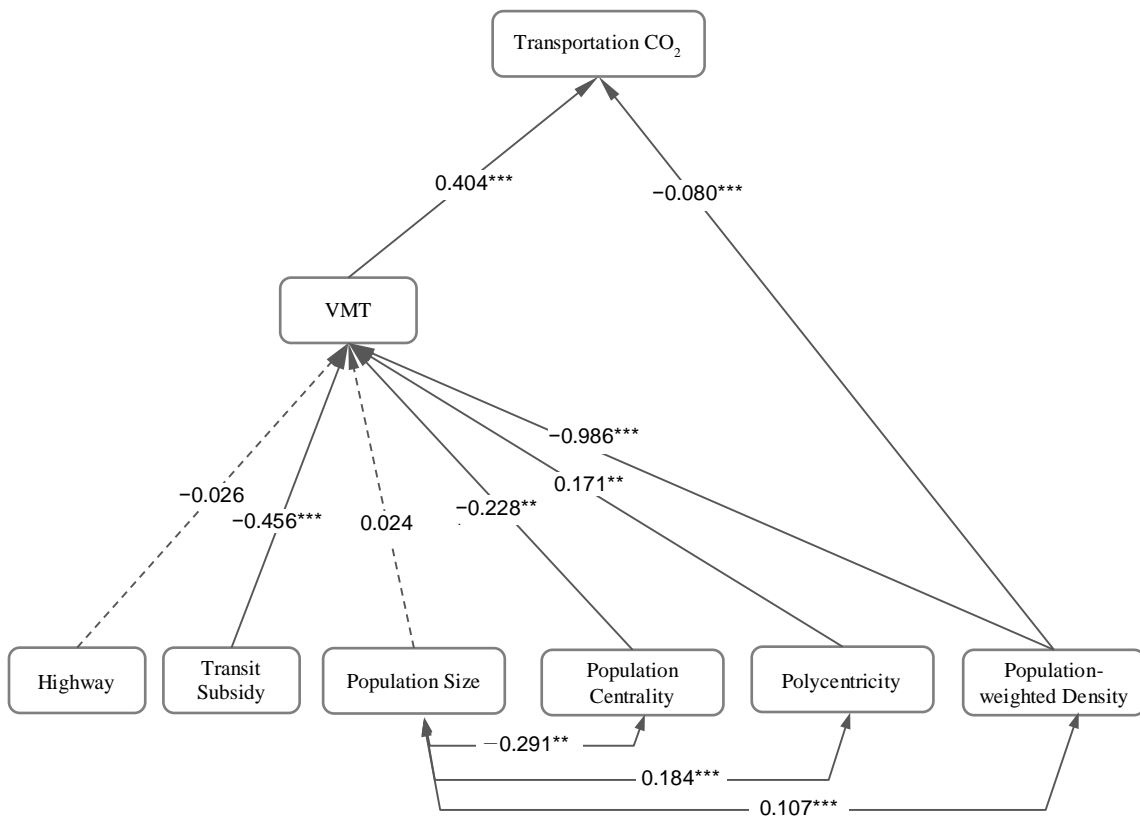 Transportation CO₂
0.404***
−0.080***
VMT
−0.986***
0.171**
−0.026
−0.228**
−0.456***
0.024
Highway
Transit
Subsidy
Population Size
Population
Centrality
Polycentricity
Population-
weighted Density
−0.291**
0.184***
0.107***